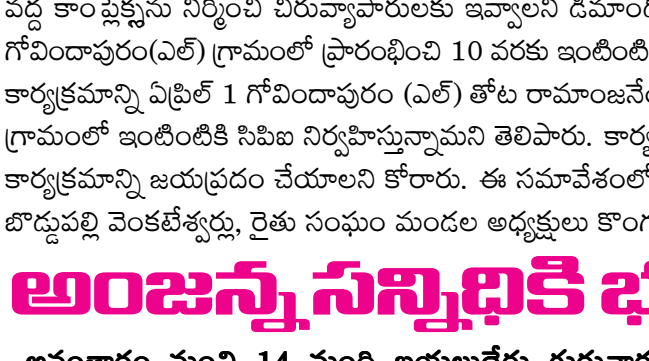 వద్ద కాంప్లెక్సును నిర్మించి చిరువ్యాపారులకు ఇవ్వాలని
గోవిందాపురం(ఎల్) గ్రామంలో ప్రారంభించి 10 వరకు ఇంటింటి
కార్యక్రమాన్ని ఏప్రిల్ 1 గోవిందాపురం (ఎల్) తోట
గ్రామంలో ఇంటింటికి సిపిఐ నిర్వహిస్తున్నామని తెలిపారు.
కార్యక్రమాన్ని జయప్రదం చేయాలని కోరారు. ఈ సమావేశంలో
బొడ్డుపల్లి వెంకటేశ్వర్లు, రైతు సంఘం మండల అధ్యక్షులు
అంజన్న సన్నిధికి